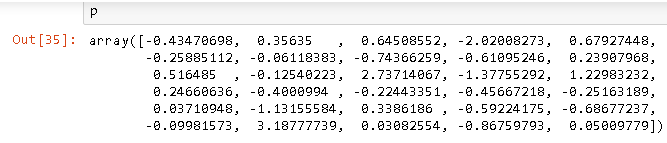 p
Out[35]: array([-0.43470698, 0.35635   , 0.64508552, -2.02008273, 0.67927448,
-0.25885112, -0.06118383, -0.74366259, -0.61095246, 0.23907968,
0.516485  , -0.12540223, 2.73714067, -1.37755292, 1.22983232,
0.24660636, -0.4000994 , -0.22443351, -0.45667218, -0.25163189,
0.03710948, -1.13155584, 0.3386186 , -0.59224175, -0.68677237,
-0.09981573, 3.18777739, 0.03082554, -0.86759793, 0.05009779])